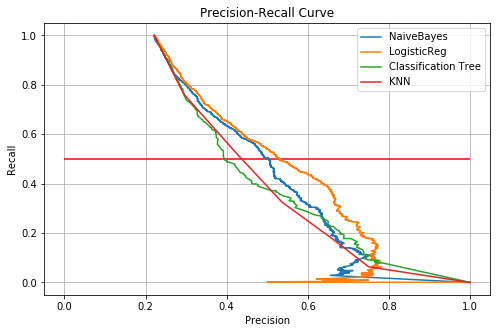 Precision-Recall Curve
NaiveBayes
LogisticReg
Classification Tree
KNN
1.0
0.8
0.6
0.4
0.2
0.0
Recall
0.0
0.2
0.4
0.6
0.8
1.0
Precision